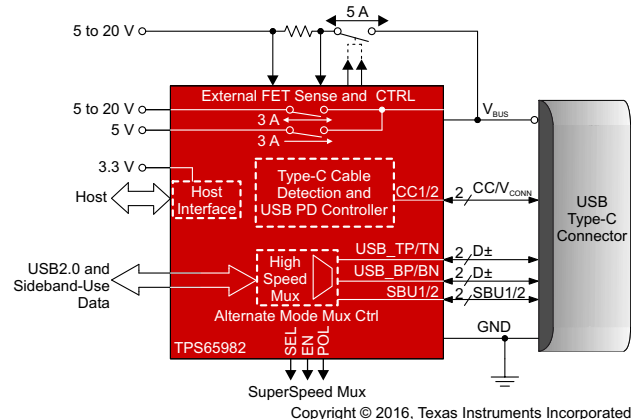 5 A
5 to 20 V
External FET Sense and CTRL
5 to 20 V
3 A
5 V
3 A
VBUS
3.3 V
Host
Host
Interface
Type-C Cable
Detection and
USB PD Controller
CC1/2
2
CC/VCONN
USB
Type-C
Connector
USB2.0 and
Sideband-Use
Data
High
Speed
Mux
USB_TP/TN
2
D±
USB_BP/BN
2
D±
SBU1/2
2
SBU1/2
Alternate Mode Mux Ctrl
GND
TPS65982
SEL
EN
POL
SuperSpeed Mux
Copyright © 2016, Texas Instruments Incorporated